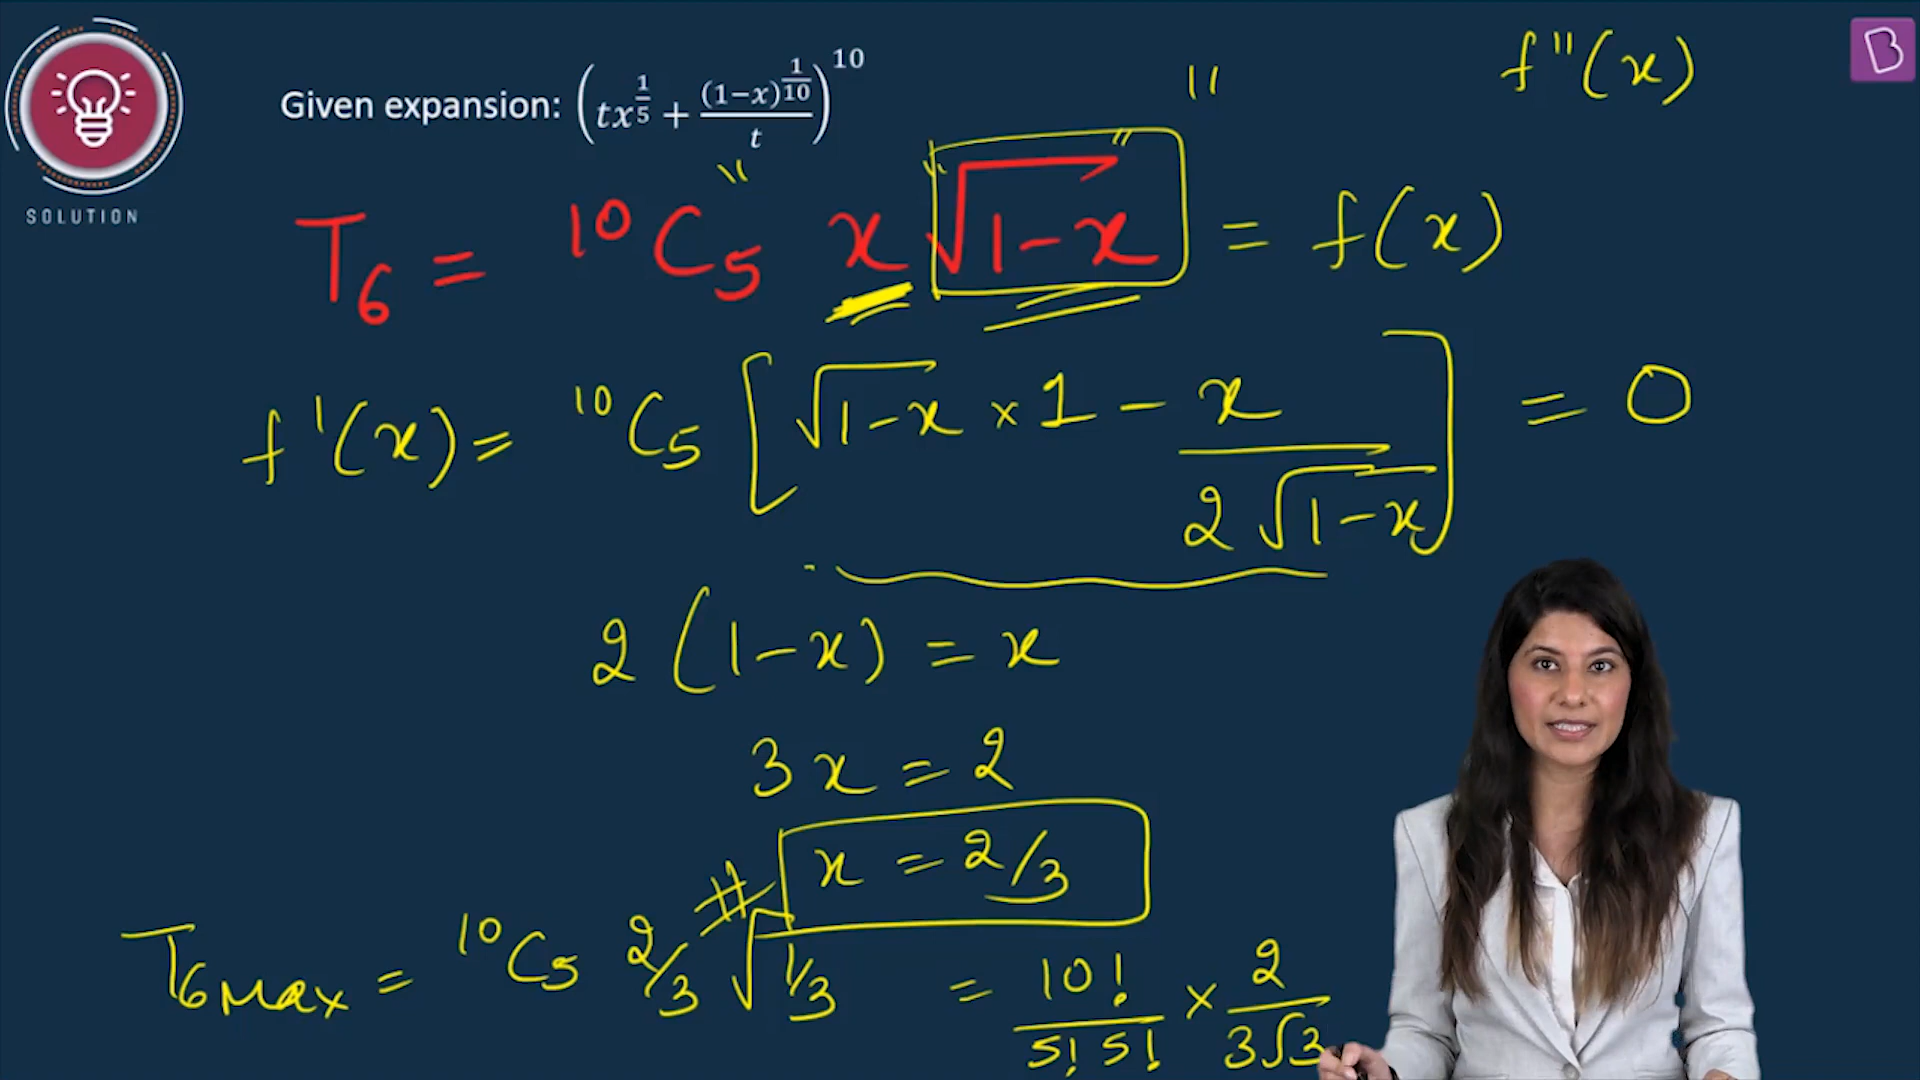 Given expansion: (tx^(1/5) + (1−x)^(1/10)/t)^10
f''(x)
SOLUTION
T₆ = ¹⁰C₅ x √(1-x) = f(x)
f'(x) = ¹⁰C₅ [√(1-x) × 1 - x/(2√(1-x))] = 0
2(1-x) = x
3x = 2
x = 2/3
T₆ Max = ¹⁰C₅ 2/3 √(1/3) = 10!/(5! 5!) × 2/(3√3)